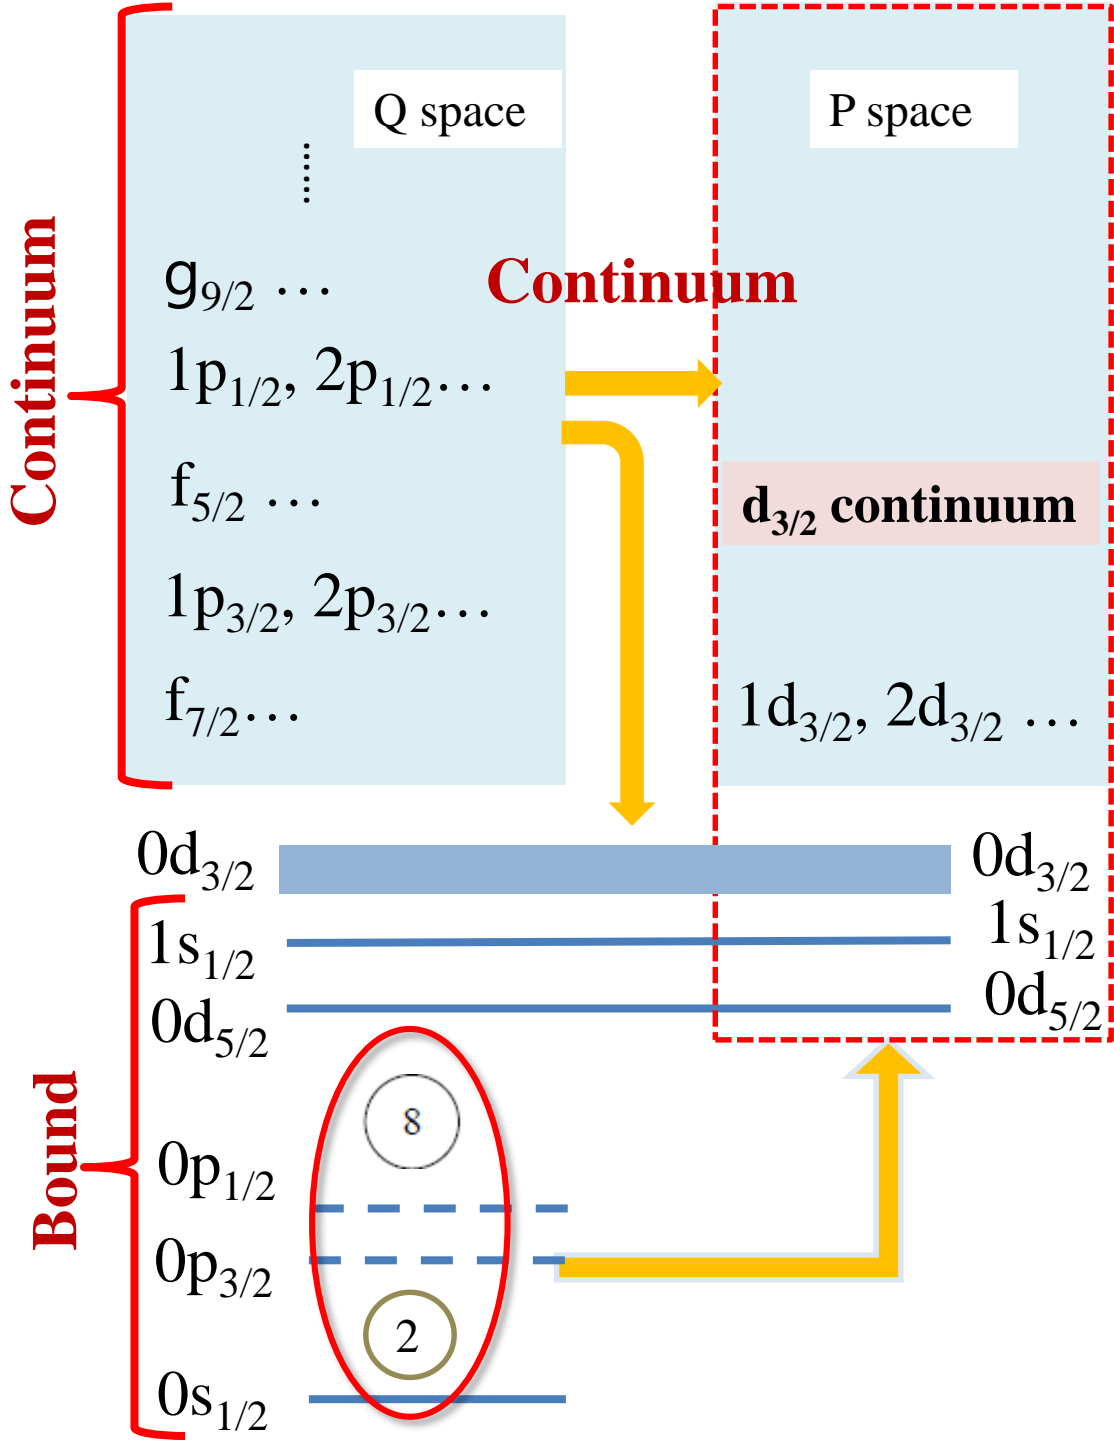 Q space
P space
Continuum
g9/2 …
Continuum
1p1/2, 2p1/2…
f5/2 …
d3/2 continuum
1p3/2, 2p3/2…
f7/2…
1d3/2, 2d3/2 …
0d3/2
0d3/2
1s1/2
1s1/2
0d5/2
0d5/2
Bound
8
0p1/2
0p3/2
2
0s1/2